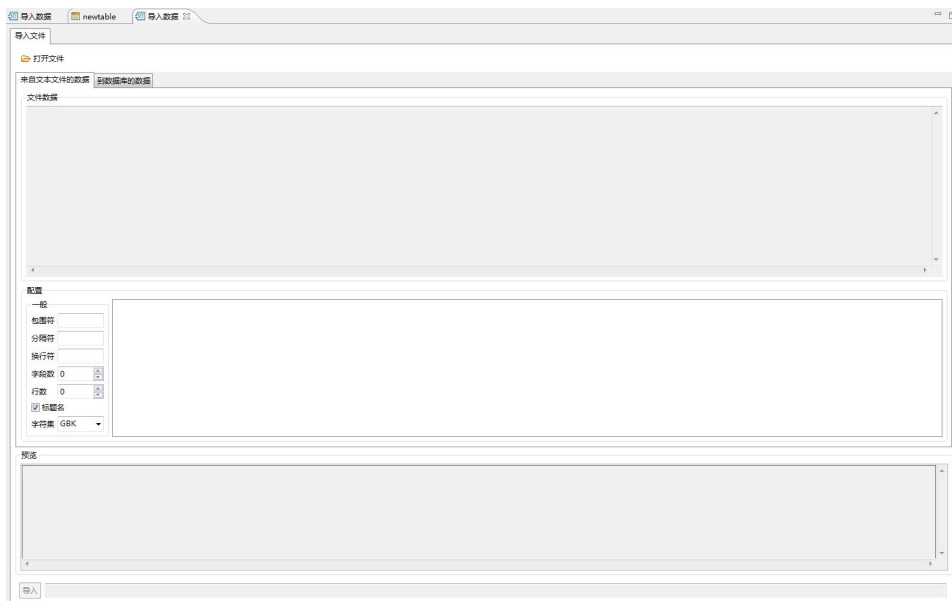 导入数据 newtable 导入数据
导入文件
打开文件
来自文本文件的数据 到数据库的数据
文件数据
配置
一般
包围符
分隔符
换行符
字段数 0
行数 0
标题名
字符集 GBK
预览
导入